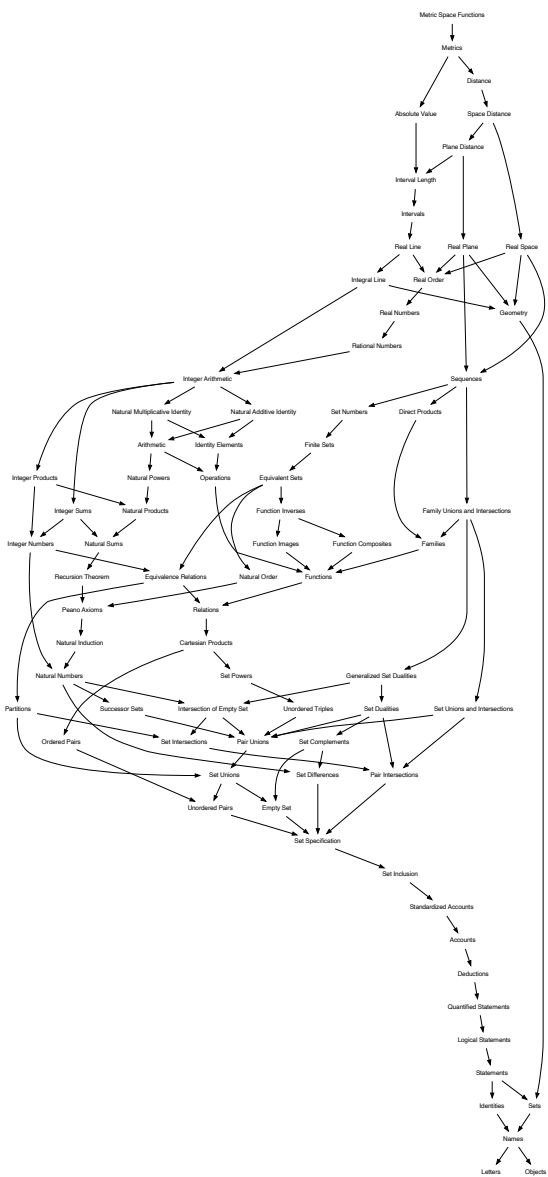 Metric Space Functions
Metrics
Distance
Absolute Value Space Distance
Plane Distance
Interval Length
Intervals
Real Line Real Plane Real Space
Integral Line Real Order
Real Numbers Geometry
Rational Numbers
Integer Arithmetic Sequences
Natural Multiplicative Identity Natural Additive Identity Set Numbers Direct Products
Arithmetic Identity Elements Finite Sets
Integer Products Natural Powers Operations Equivalent Sets
Integer Sums Natural Products Function Inverses Family Unions and Intersections
Integer Numbers Natural Sums Function Images Function Composites Families
Recursion Theorem Equivalence Relations Natural Order Functions
Peano Axioms Relations
Natural Induction Cartesian Products
Natural Numbers Set Powers Generalized Set Dualities
Partitions Successor Sets Intersection of Empty Set Unordered Triples Set Dualities Set Unions and Intersections
Ordered Pairs Set Intersections Pair Unions Set Complements
Set Unions Set Differences Pair Intersections
Unordered Pairs Empty Set
Set Specification
Set Inclusion
Standardized Accounts
Accounts
Deductions
Quantified Statements
Logical Statements
Statements
Identities Sets
Names
Letters Objects